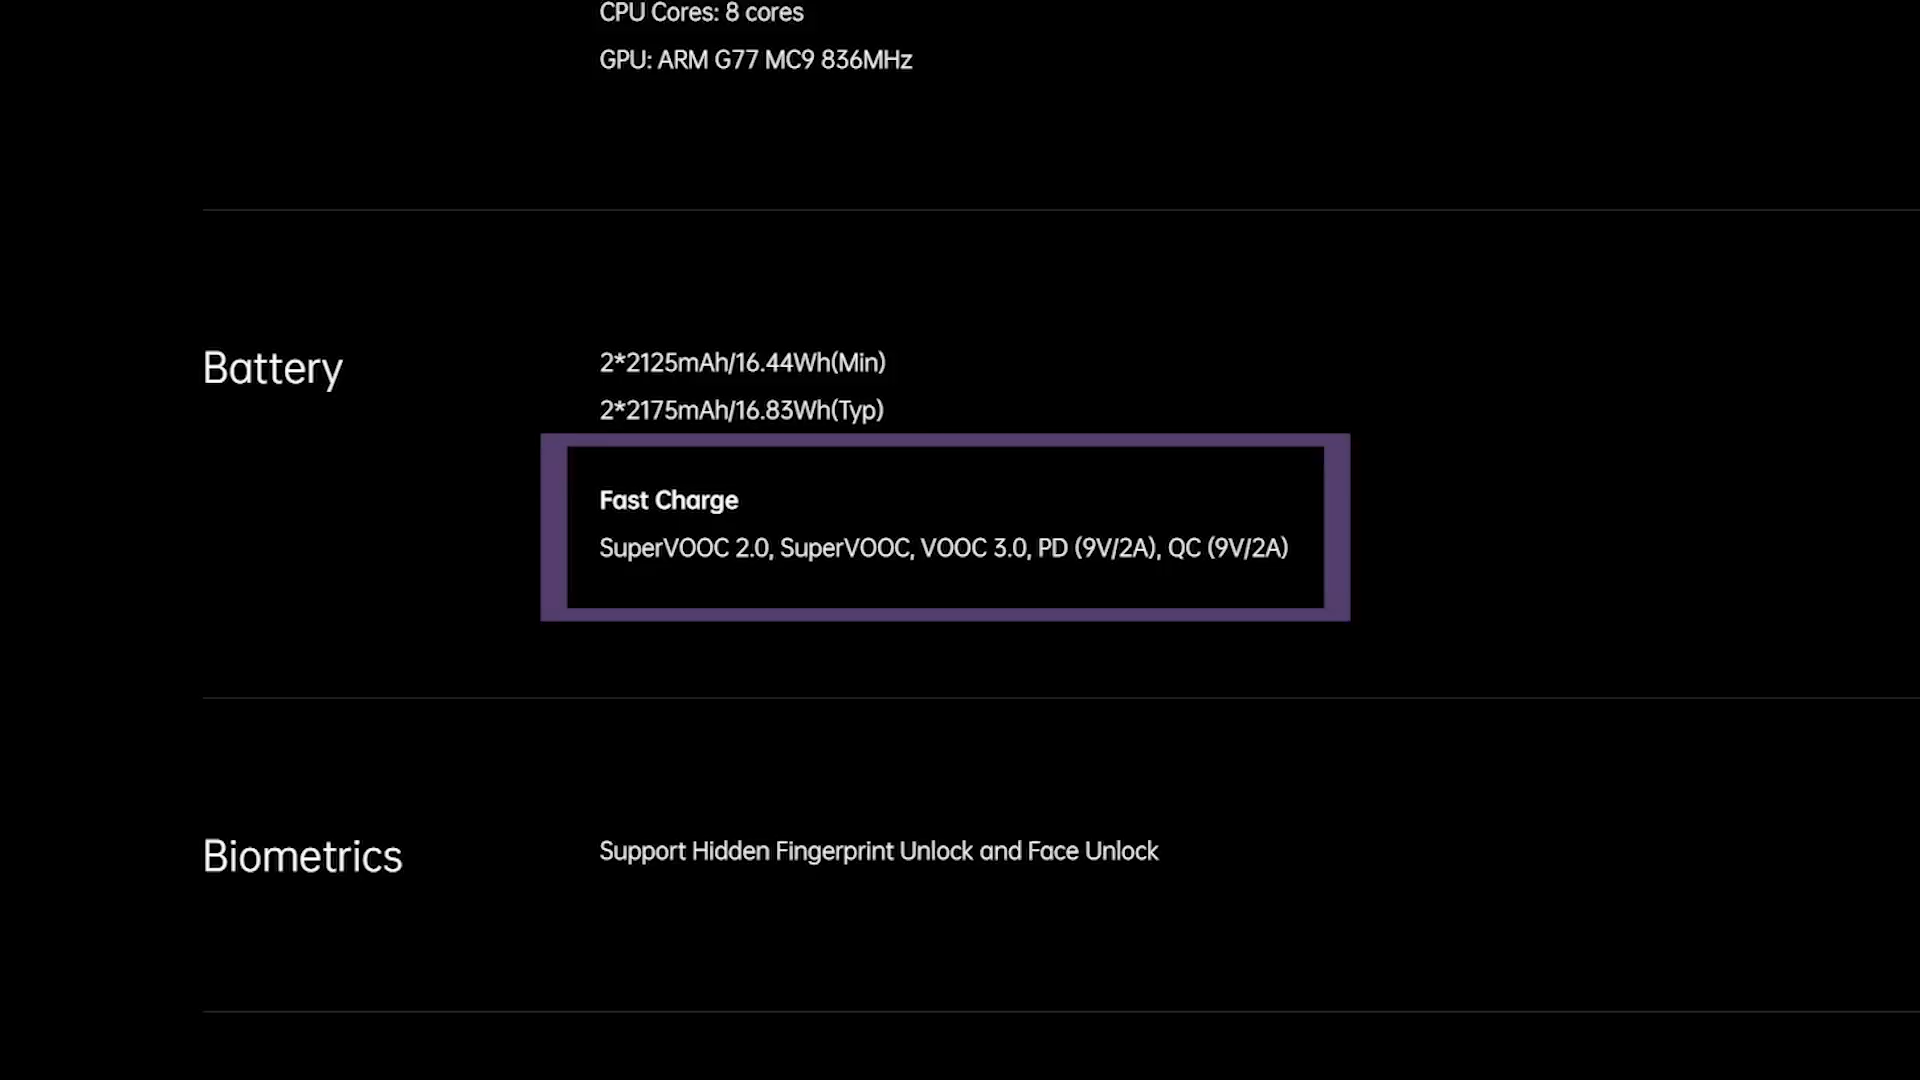 CPU Cores: 8 cores
GPU: ARM G77 MC9 836MHz
Battery
2*2125mAh/16.44Wh(Min)
2*2175mAh/16.83Wh(Typ)
Fast Charge
SuperVOOC 2.0, SuperVOOC, VOOC 3.0, PD (9V/2A), QC (9V/2A)
Biometrics
Support Hidden Fingerprint Unlock and Face Unlock